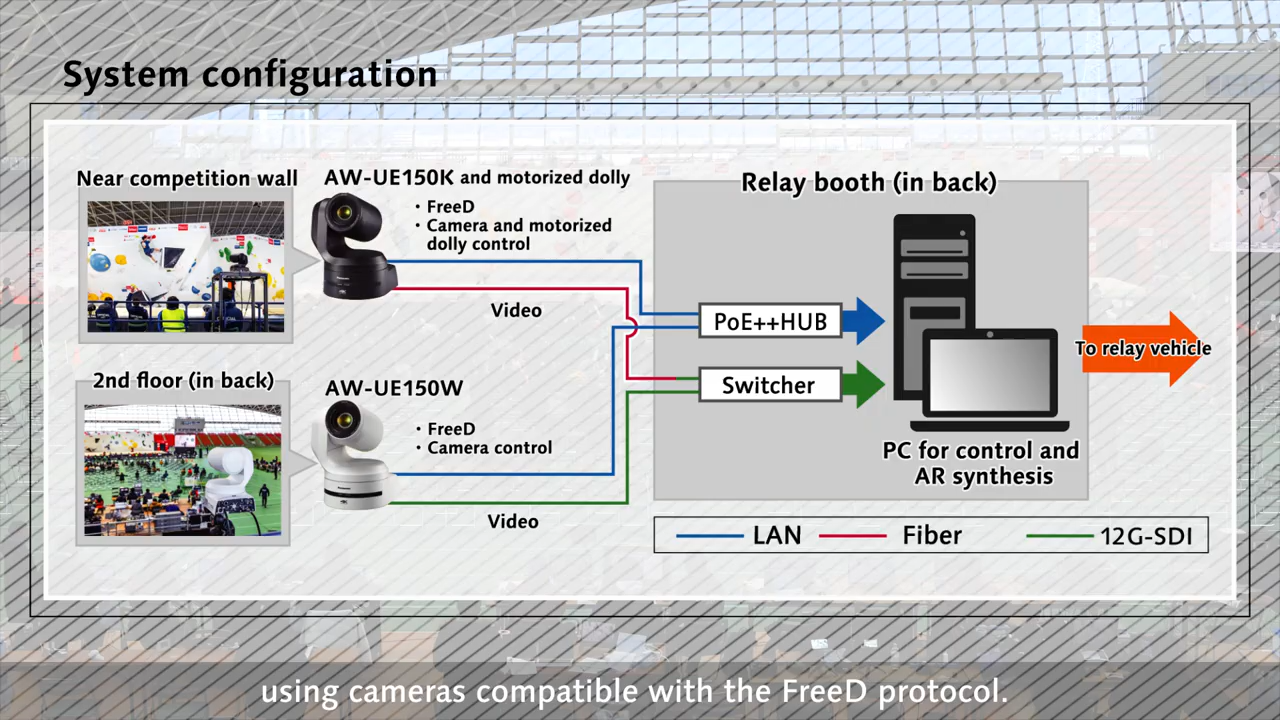 System configuration
Near competition wall
AW-UE150K and motorized dolly
・FreeD
・Camera and motorized
dolly control
Video
2nd floor (in back)
AW-UE150W
・FreeD
・Camera control
Video
Relay booth (in back)
PoE++HUB
Switcher
PC for control and
AR synthesis
To relay vehicle
LAN
Fiber
12G-SDI
using cameras compatible with the FreeD protocol.